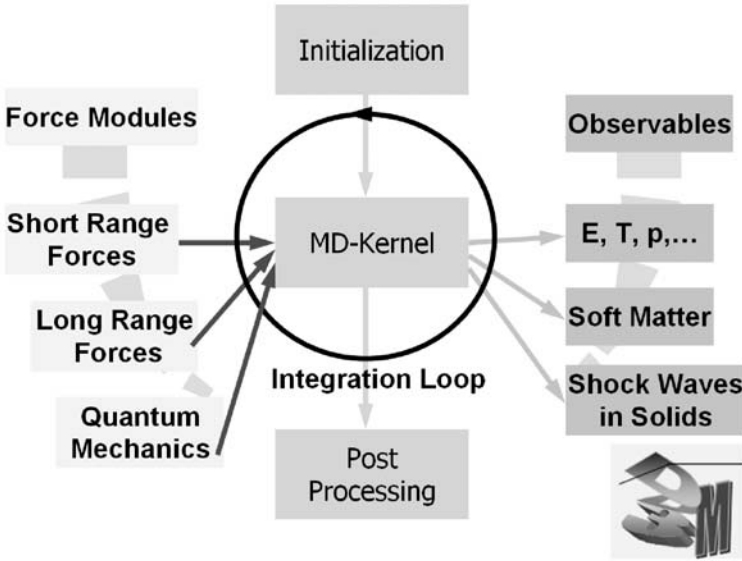 Initialization
Force Modules
Observables
Short Range
Forces
MD-Kernel
E, T, p,...
Long Range
Forces
Soft Matter
Integration Loop
Shock Waves
in Solids
Quantum
Mechanics
Post
Processing